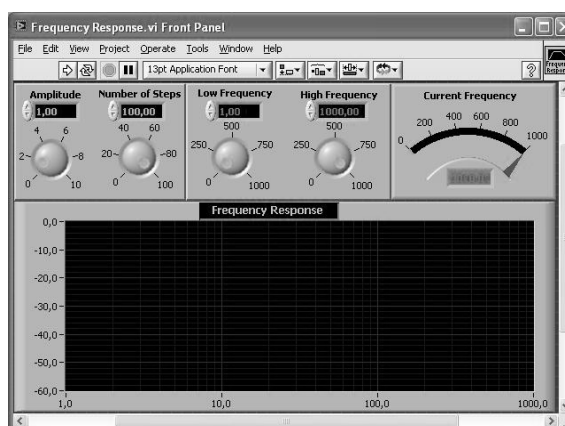 Frequency Response.vi Front Panel
File Edit View Project Operate Tools Window Help
13pt Application Font
Frequen
Respon
Amplitude
1,00
4 6
2 8
0 10
Number of Steps
100,00
40 60
20 80
0 100
Low Frequency
1,00
500
250 750
0 1000
High Frequency
1000,00
500
250 750
0 1000
Current Frequency
0 200 400 600 800 1000
Frequency Response
0,0
-10,0
-20,0
-30,0
-40,0
-50,0
-60,0
1,0 10,0 100,0 1000,0